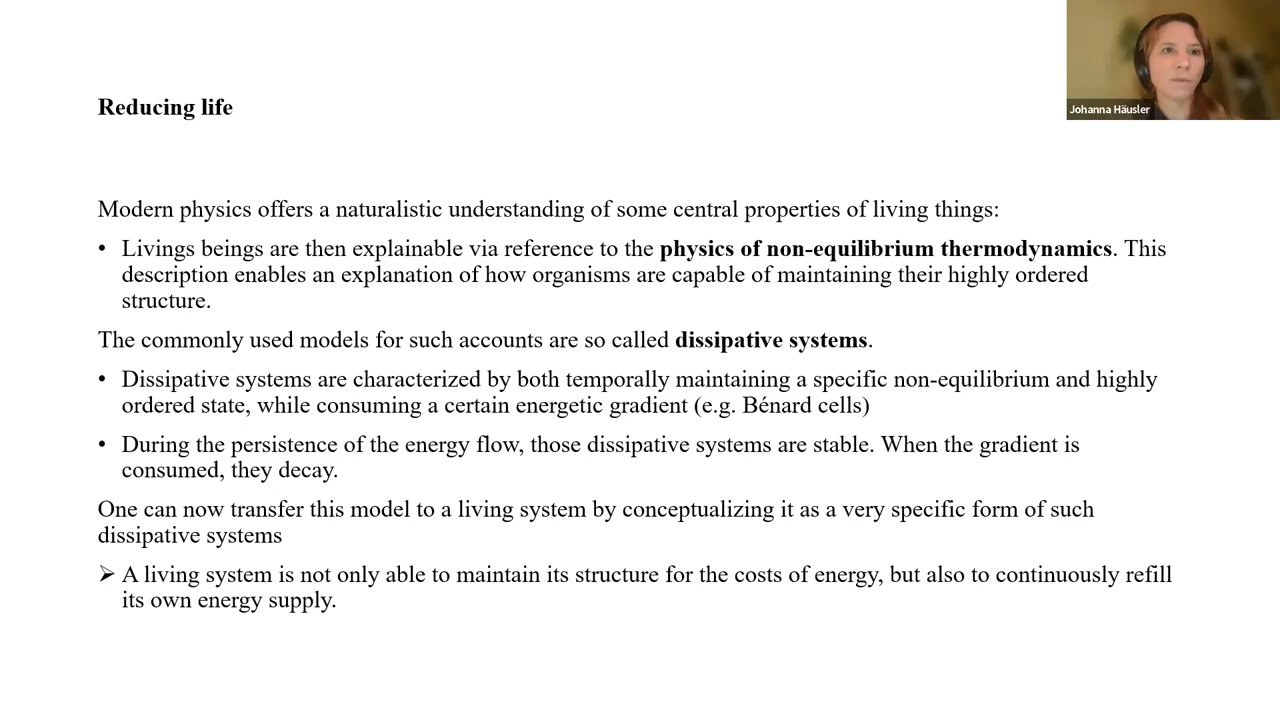 Johanna Häusler
Reducing life
Modern physics offers a naturalistic understanding of some central properties of living things:
• Livings beings are then explainable via reference to the physics of non-equilibrium thermodynamics. This
description enables an explanation of how organisms are capable of maintaining their highly ordered
structure.
The commonly used models for such accounts are so called dissipative systems.
• Dissipative systems are characterized by both temporally maintaining a specific non-equilibrium and highly
ordered state, while consuming a certain energetic gradient (e.g. Bénard cells)
• During the persistence of the energy flow, those dissipative systems are stable. When the gradient is
consumed, they decay.
One can now transfer this model to a living system by conceptualizing it as a very specific form of such
dissipative systems
➢ A living system is not only able to maintain its structure for the costs of energy, but also to continuously refill
its own energy supply.